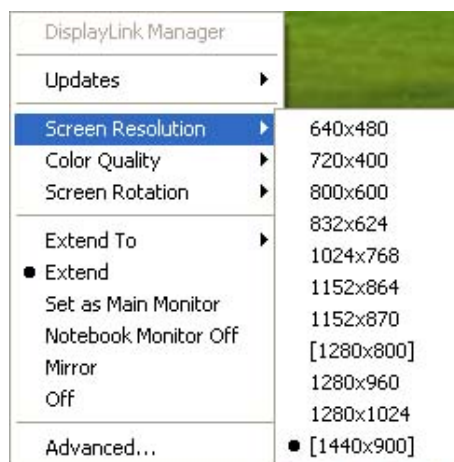 DisplayLink Manager
Updates
Screen Resolution
Color Quality
Screen Rotation
Extend To
Extend
Set as Main Monitor
Notebook Monitor Off
Mirror
Off
Advanced...
640x480
720x400
800x600
832x624
1024x768
1152x864
1152x870
[1280x800]
1280x960
1280x1024
[1440x900]